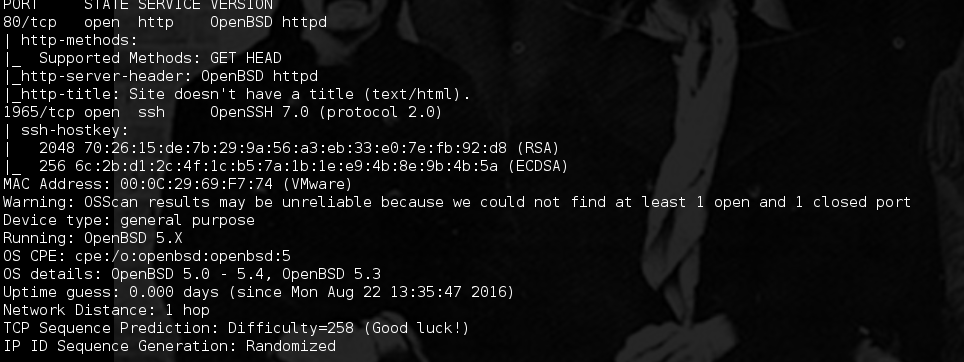 PORT     STATE SERVICE VERSION
80/tcp   open  http    OpenBSD httpd
| http-methods:
|_  Supported Methods: GET HEAD
|_http-server-header: OpenBSD httpd
|_http-title: Site doesn't have a title (text/html).
1965/tcp open  ssh     OpenSSH 7.0 (protocol 2.0)
| ssh-hostkey:
|   2048 70:26:15:de:7b:29:9a:56:a3:eb:33:e0:7e:fb:92:d8 (RSA)
|_  256 6c:2b:d1:2c:4f:1c:b5:7a:1b:1e:e9:4b:8e:9b:4b:5a (ECDSA)
MAC Address: 00:0C:29:69:F7:74 (VMware)
Warning: OSScan results may be unreliable because we could not find at least 1 open and 1 closed port
Device type: general purpose
Running: OpenBSD 5.X
OS CPE: cpe:/o:openbsd:openbsd:5
OS details: OpenBSD 5.0 - 5.4, OpenBSD 5.3
Uptime guess: 0.000 days (since Mon Aug 22 13:35:47 2016)
Network Distance: 1 hop
TCP Sequence Prediction: Difficulty=258 (Good luck!)
IP ID Sequence Generation: Randomized